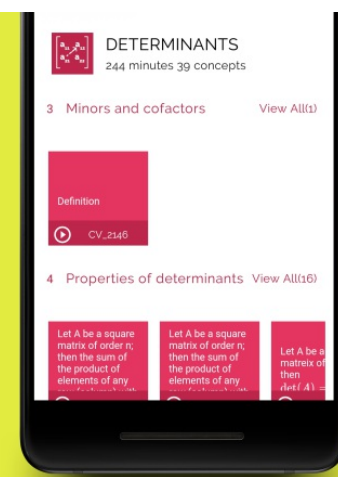 DETERMINANTS
244 minutes 39 concepts
3 Minors and cofactors View All(1)
Definition
CV_2146
4 Properties of determinants View All(16)
Let A be a square
matrix of order n;
then the sum of
the product of
elements of any
Let A be a square
matrix of order n;
then the sum of
the product of
elements of any
Let A be a
matreix of
then
det(A) =